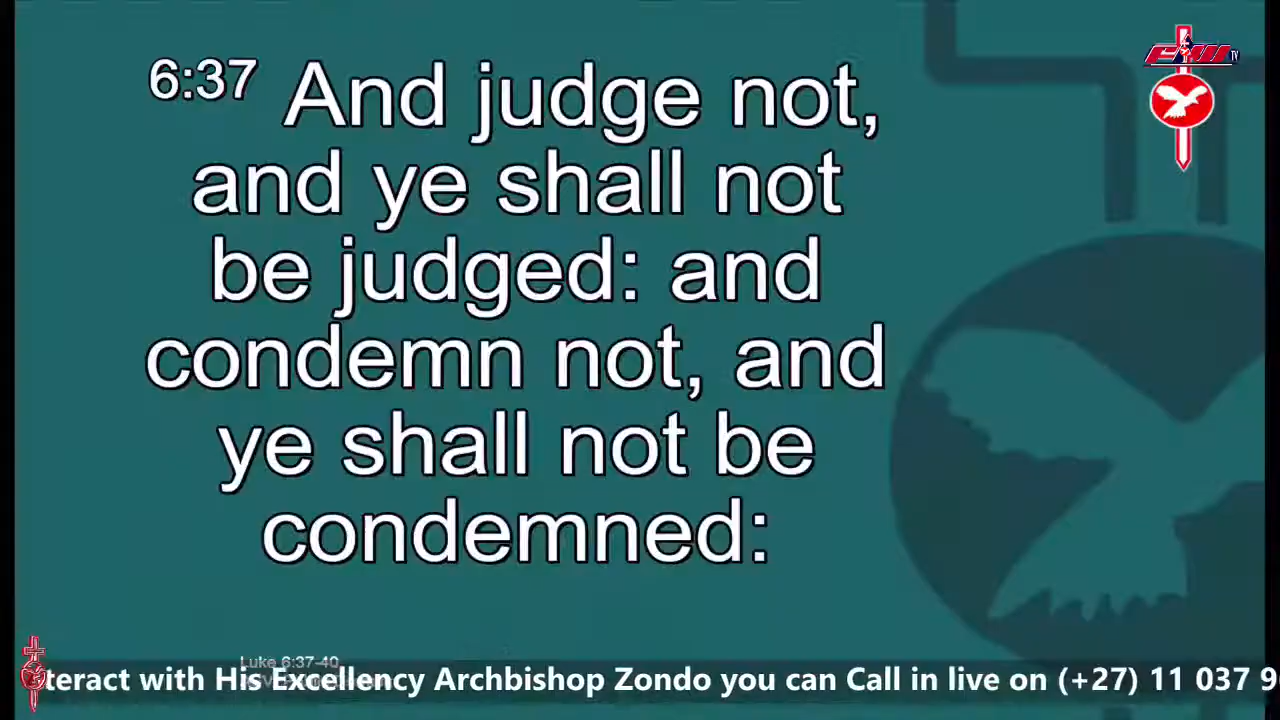 6:37 And judge not,
and ye shall not
be judged: and
condemn not, and
ye shall not be
condemned:
Luke 6:37-40
teract with His Excellency Archbishop Zondo you can Call in live on (+27) 11 037
TV